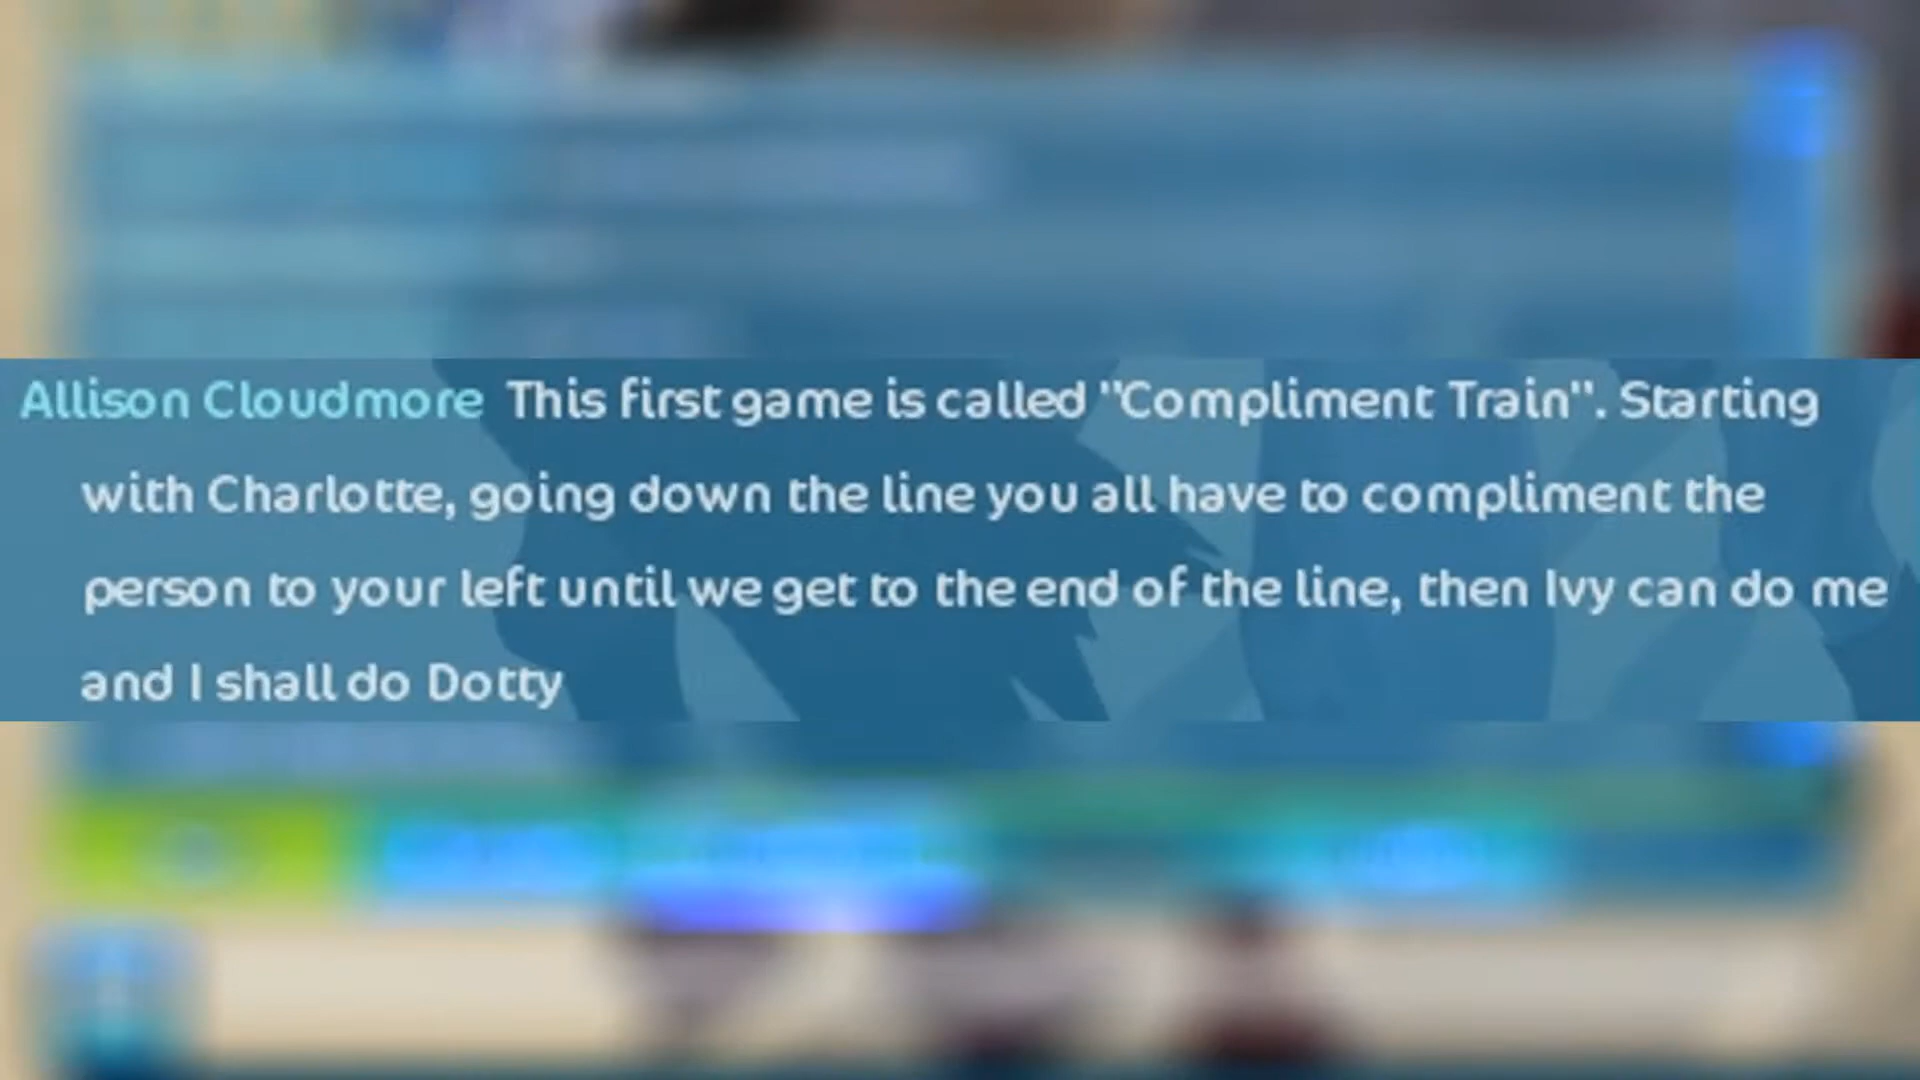 Allison Cloudmore This first game is called "Compliment Train". Starting
with Charlotte, going down the line you all have to compliment the
person to your left until we get to the end of the line, then Ivy can do me
and I shall do Dotty